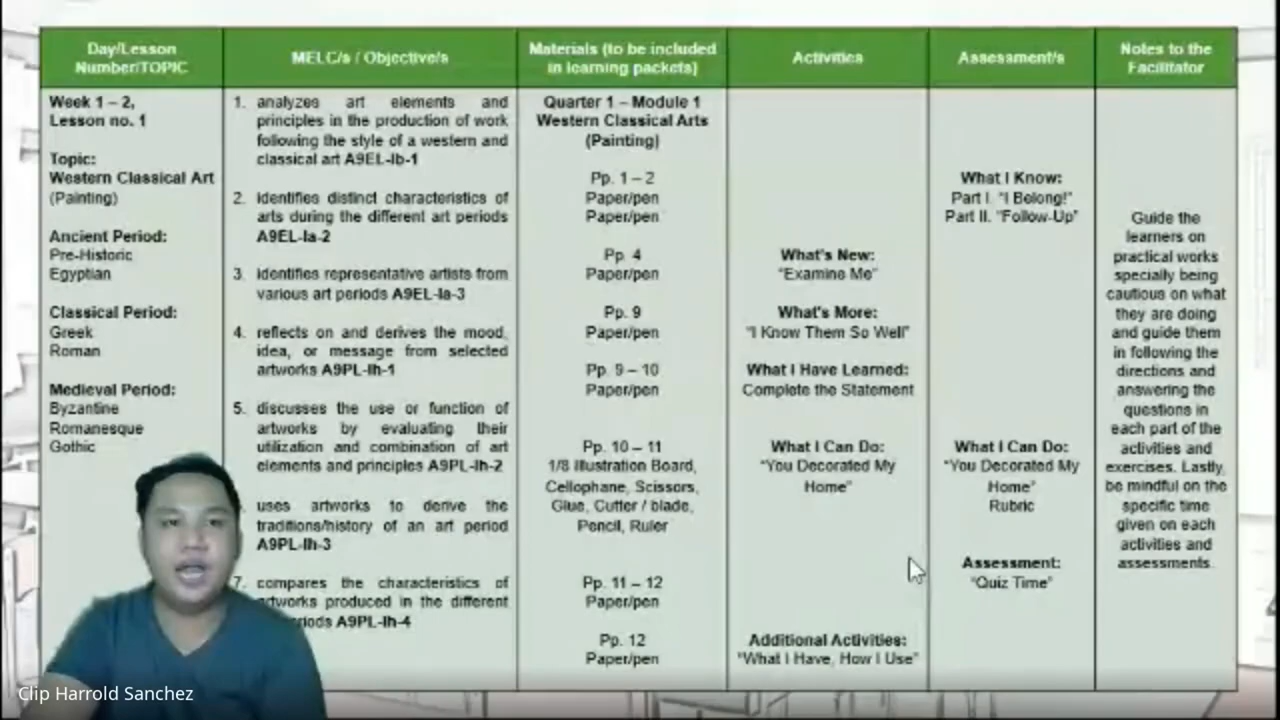 Day/Lesson
Number/TOPIC
MELC/s / Objective/s
Materials (to be included
in learning packets)
Activities
Assessment/s
Notes to the
Facilitator
Week 1 – 2,
Lesson no. 1
Topic:
Western Classical Art
(Painting)
Ancient Period:
Pre-Historic
Egyptian
Classical Period:
Greek
Roman
Medieval Period:
Byzantine
Romanesque
Gothic
1. analyzes art elements and
principles in the production of work
following the style of a western and
classical art A9EL-Ib-1
2. identifies distinct characteristics of
arts during the different art periods
A9EL-Ia-2
3. identifies representative artists from
various art periods A9EL-Ia-3
4. reflects on and derives the mood,
idea, or message from selected
artworks A9PL-Ih-1
5. discusses the use or function of
artworks by evaluating their
utilization and combination of art
elements and principles A9PL-Ih-2
uses artworks to derive the
traditions/history of an art period
A9PL-Ih-3
7. compares the characteristics of
artworks produced in the different
A9PL-Ih-4
Quarter 1 – Module 1
Western Classical Arts
(Painting)
Pp. 1 – 2
Paper/pen
Paper/pen
Pp. 4
Paper/pen
Pp. 9
Paper/pen
Pp. 9 – 10
Paper/pen
Pp. 10 – 11
1/8 Illustration Board,
Cellophane, Scissors,
Glue, Cutter / blade,
Pencil, Ruler
Pp. 11 – 12
Paper/pen
Pp. 12
Paper/pen
What's New:
"Examine Me"
What's More:
"I Know Them So Well"
What I Have Learned:
Complete the Statement
What I Can Do:
"You Decorated My
Home"
Additional Activities:
"What I Have, How I Use"
What I Know:
Part I. "I Belong!"
Part II. "Follow-Up"
What I Can Do:
"You Decorated My
Home"
Rubric
Assessment:
"Quiz Time"
Guide the
learners on
practical works
specially being
cautious on what
they are doing
and guide them
in following the
directions and
answering the
questions in
each part of the
activities and
exercises. Lastly,
be mindful on the
specific time
given on each
activities and
assessments.
Clip Harrold Sanchez